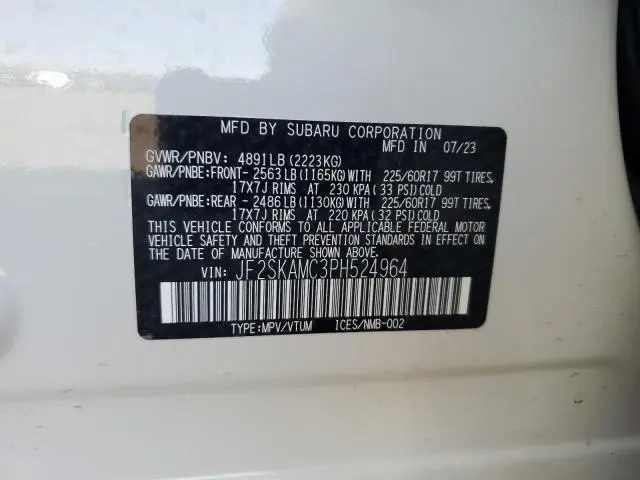 MFD BY SUBARU CORPORATION
MFD IN 07/23
GVWR/PNBV: 4891LB (2223KG)
GAWR/PNBE:FRONT- 2563 LB (1165KG) WITH 225/60R17 99T TIRES,
17X7J RIMS AT 230 KPA ( 33 PSI) COLD
GAWR/PNBE:REAR - 2486 LB (1130KG) WITH 225/60R17 99T TIRES,
17X7J RIMS AT 220 KPA ( 32 PSI) COLD
THIS VEHICLE CONFORMS TO ALL APPLICABLE FEDERAL MOTOR
VEHICLE SAFETY AND THEFT PREVENTION STANDARDS IN EFFECT ON
THE DATE OF MANUFACTURE SHOWN ABOVE.
VIN: JF2SKAMC3PH524964
TYPE:MPV/VTUM ICES/NMB-002